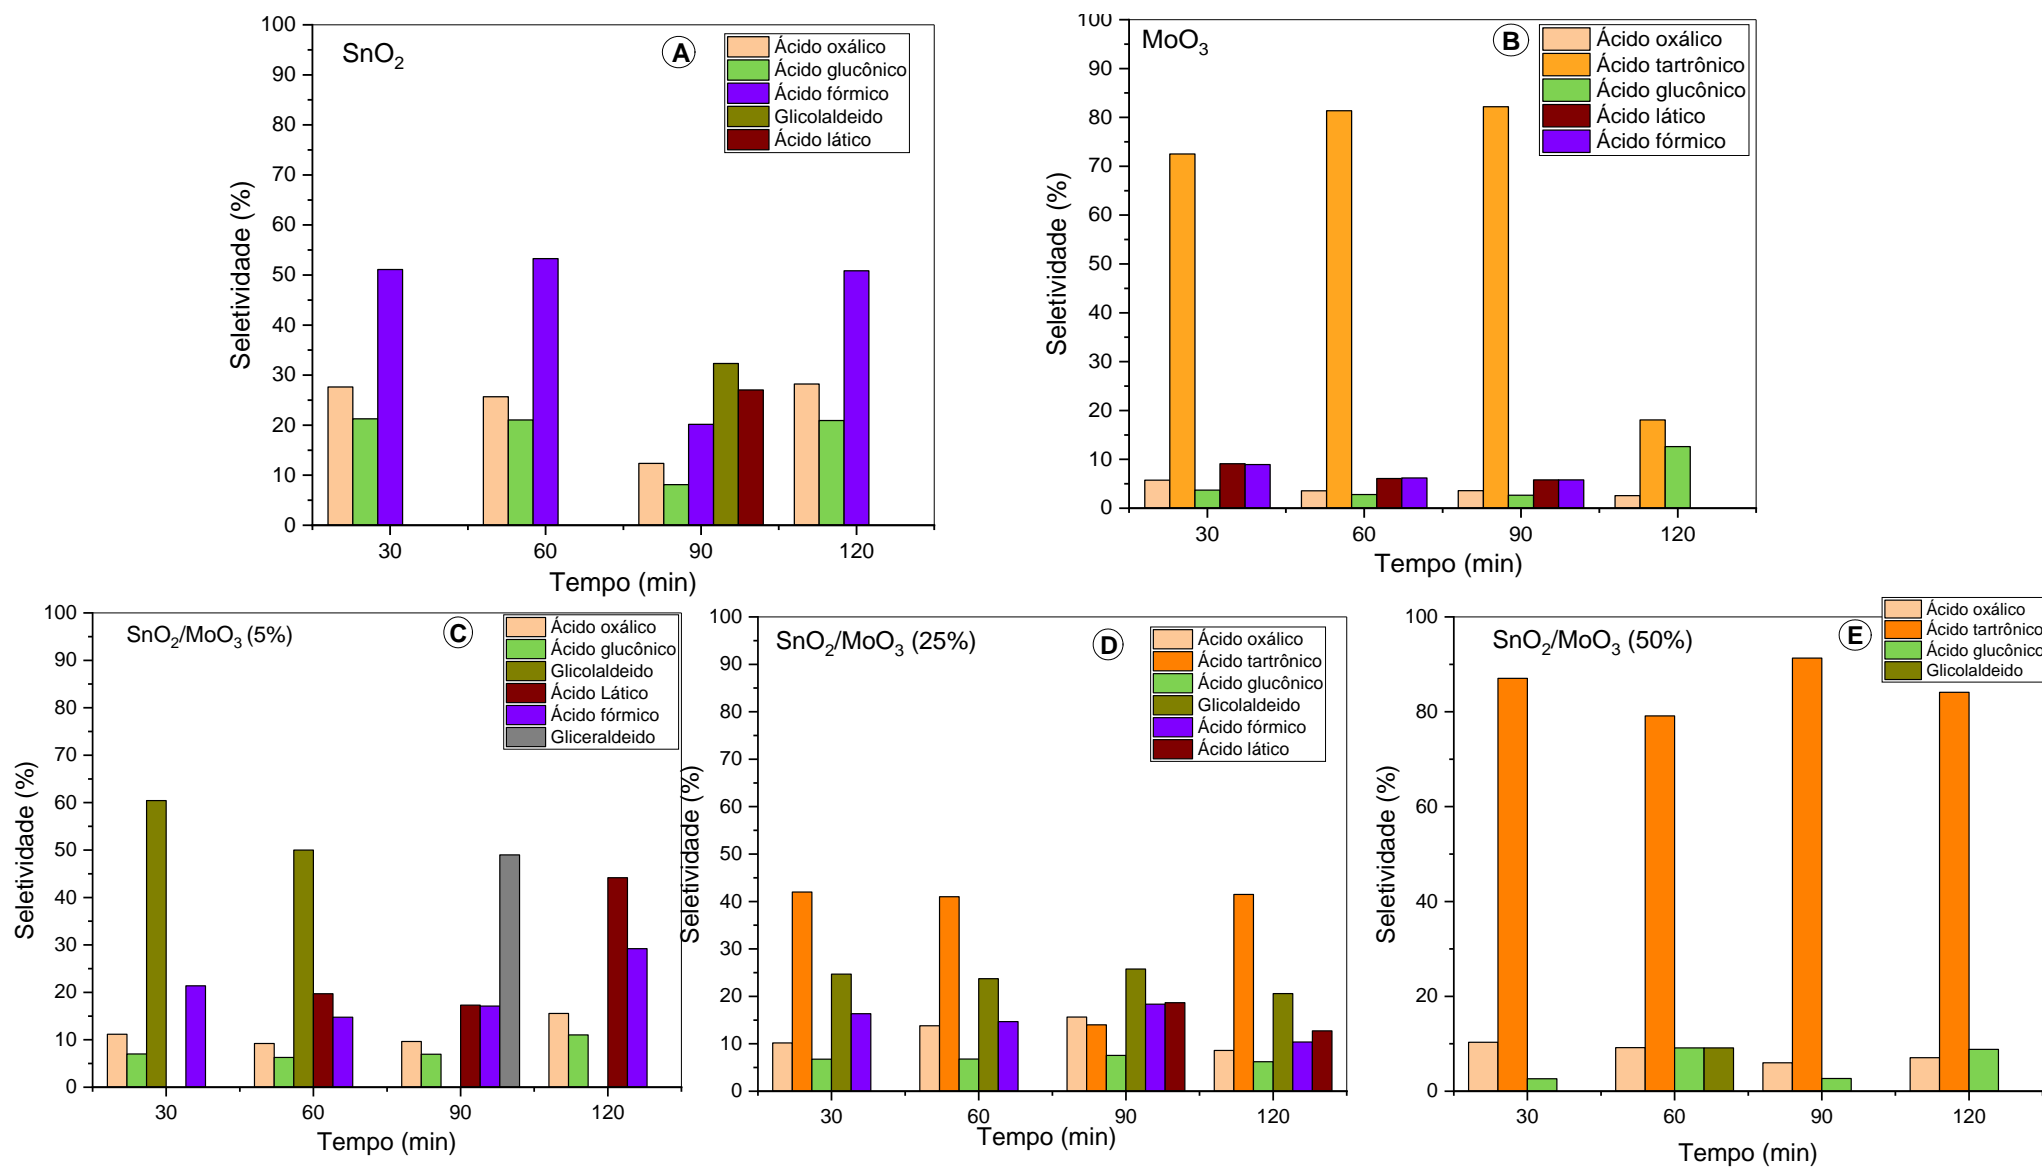 SnO2
A
Ácido oxálico
Ácido glucônico
Ácido fórmico
Glicolaldeido
Ácido lático
Seletividade (%)
100
90
80
70
60
50
40
30
20
10
0
30 60 90 120
Tempo (min)
MoO3
B
Ácido oxálico
Ácido tartrônico
Ácido glucônico
Ácido lático
Ácido fórmico
Seletividade (%)
100
90
80
70
60
50
40
30
20
10
0
30 60 90 120
Tempo (min)
SnO2/MoO3 (5%)
C
Ácido oxálico
Ácido glucônico
Glicolaldeido
Ácido Lático
Ácido fórmico
Gliceraldeido
Seletividade (%)
100
90
80
70
60
50
40
30
20
10
0
30 60 90 120
Tempo (min)
SnO2/MoO3 (25%)
D
Ácido oxálico
Ácido tartrônico
Ácido glucônico
Glicolaldeido
Ácido fórmico
Ácido lático
Seletividade (%)
100
90
80
70
60
50
40
30
20
10
0
30 60 90 120
Tempo (min)
SnO2/MoO3 (50%)
E
Ácido oxálico
Ácido tartrônico
Ácido glucônico
Glicolaldeido
Seletividade (%)
100
80
60
40
20
0
30 60 90 120
Tempo (min)